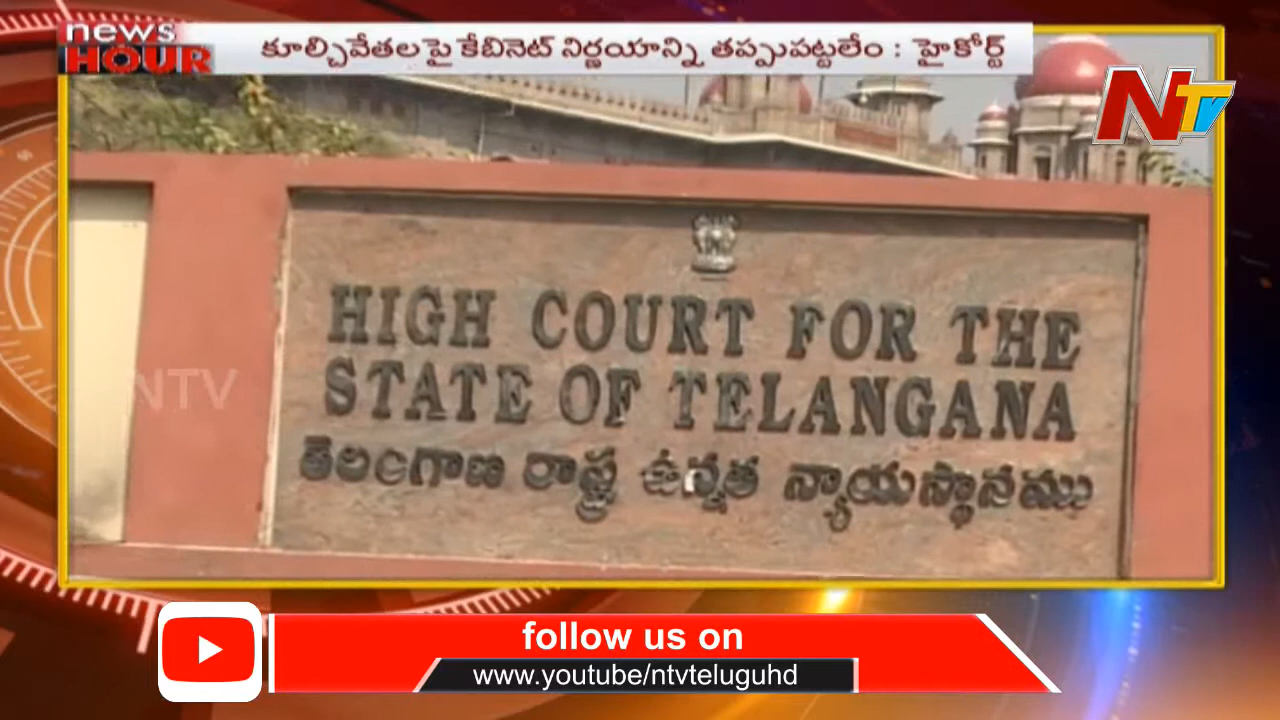 news
HOUR
కూల్చివేతలపై కేబినెట్ నిర్ణయాన్ని తప్పుపట్టలేం : హైకోర్ట్
NTV
HIGH COURT FOR THE
STATE OF TELANGANA
తెలంగాణ రాష్ట్ర ఉన్నత న్యాయస్థానము
NTV
follow us on
www.youtube/ntvteluguhd